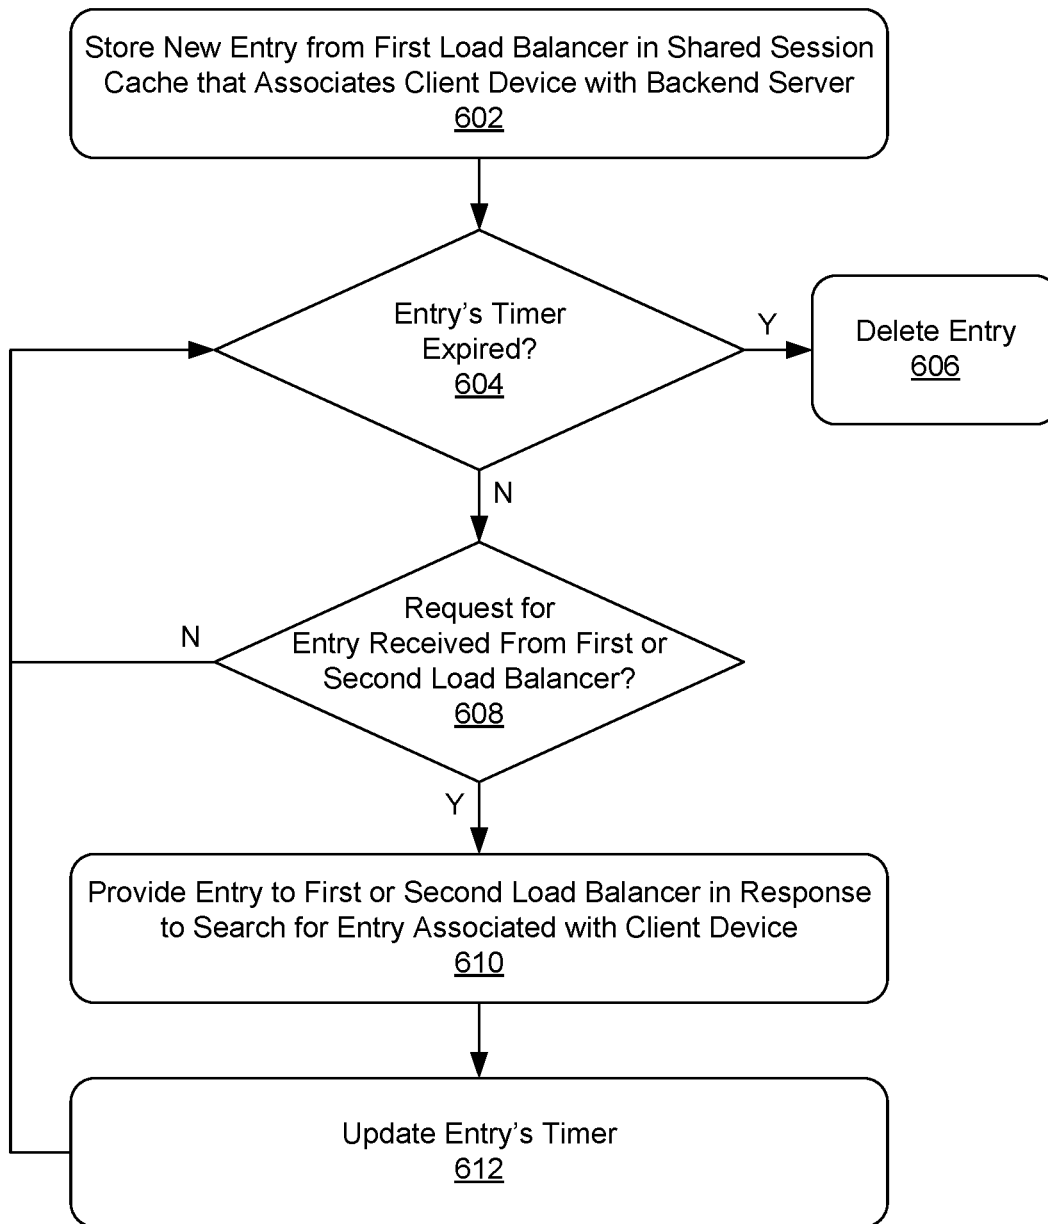 Store New Entry from First Load Balancer in Shared Session
Cache that Associates Client Device with Backend Server
602
Entry’s Timer
Expired?
604
Y
Delete Entry
606
N
Request for
Entry Received From First or
Second Load Balancer?
608
N
Y
Provide Entry to First or Second Load Balancer in Response
to Search for Entry Associated with Client Device
610
Update Entry’s Timer
612